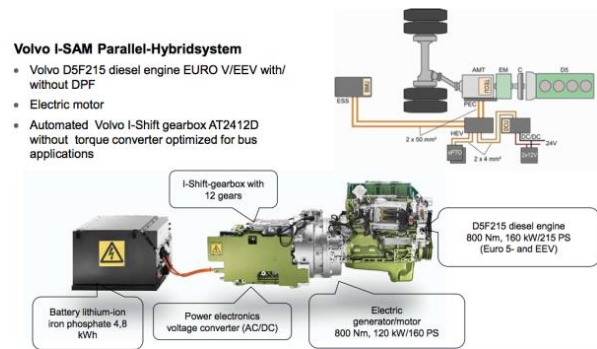 Volvo I-SAM Parallel-Hybridsystem
• Volvo D5F215 diesel engine EURO V/EEV with/
without DPF
• Electric motor
• Automated Volvo I-Shift gearbox AT2412D
without torque converter optimized for bus
applications
AMT
EM
C
D5
TECU
ESS
PEC
HEV
2 x 50 mm²
DC/DC
24V
ePTO
2 x 4 mm²
2x12V
I-Shift-gearbox with
12 gears
D5F215 diesel engine
800 Nm, 160 kW/215 PS
(Euro 5- and EEV)
Battery lithium-ion
iron phosphate 4,8
kWh
Power electronics
voltage converter (AC/DC)
Electric
generator/motor
800 Nm, 120 kW/160 PS